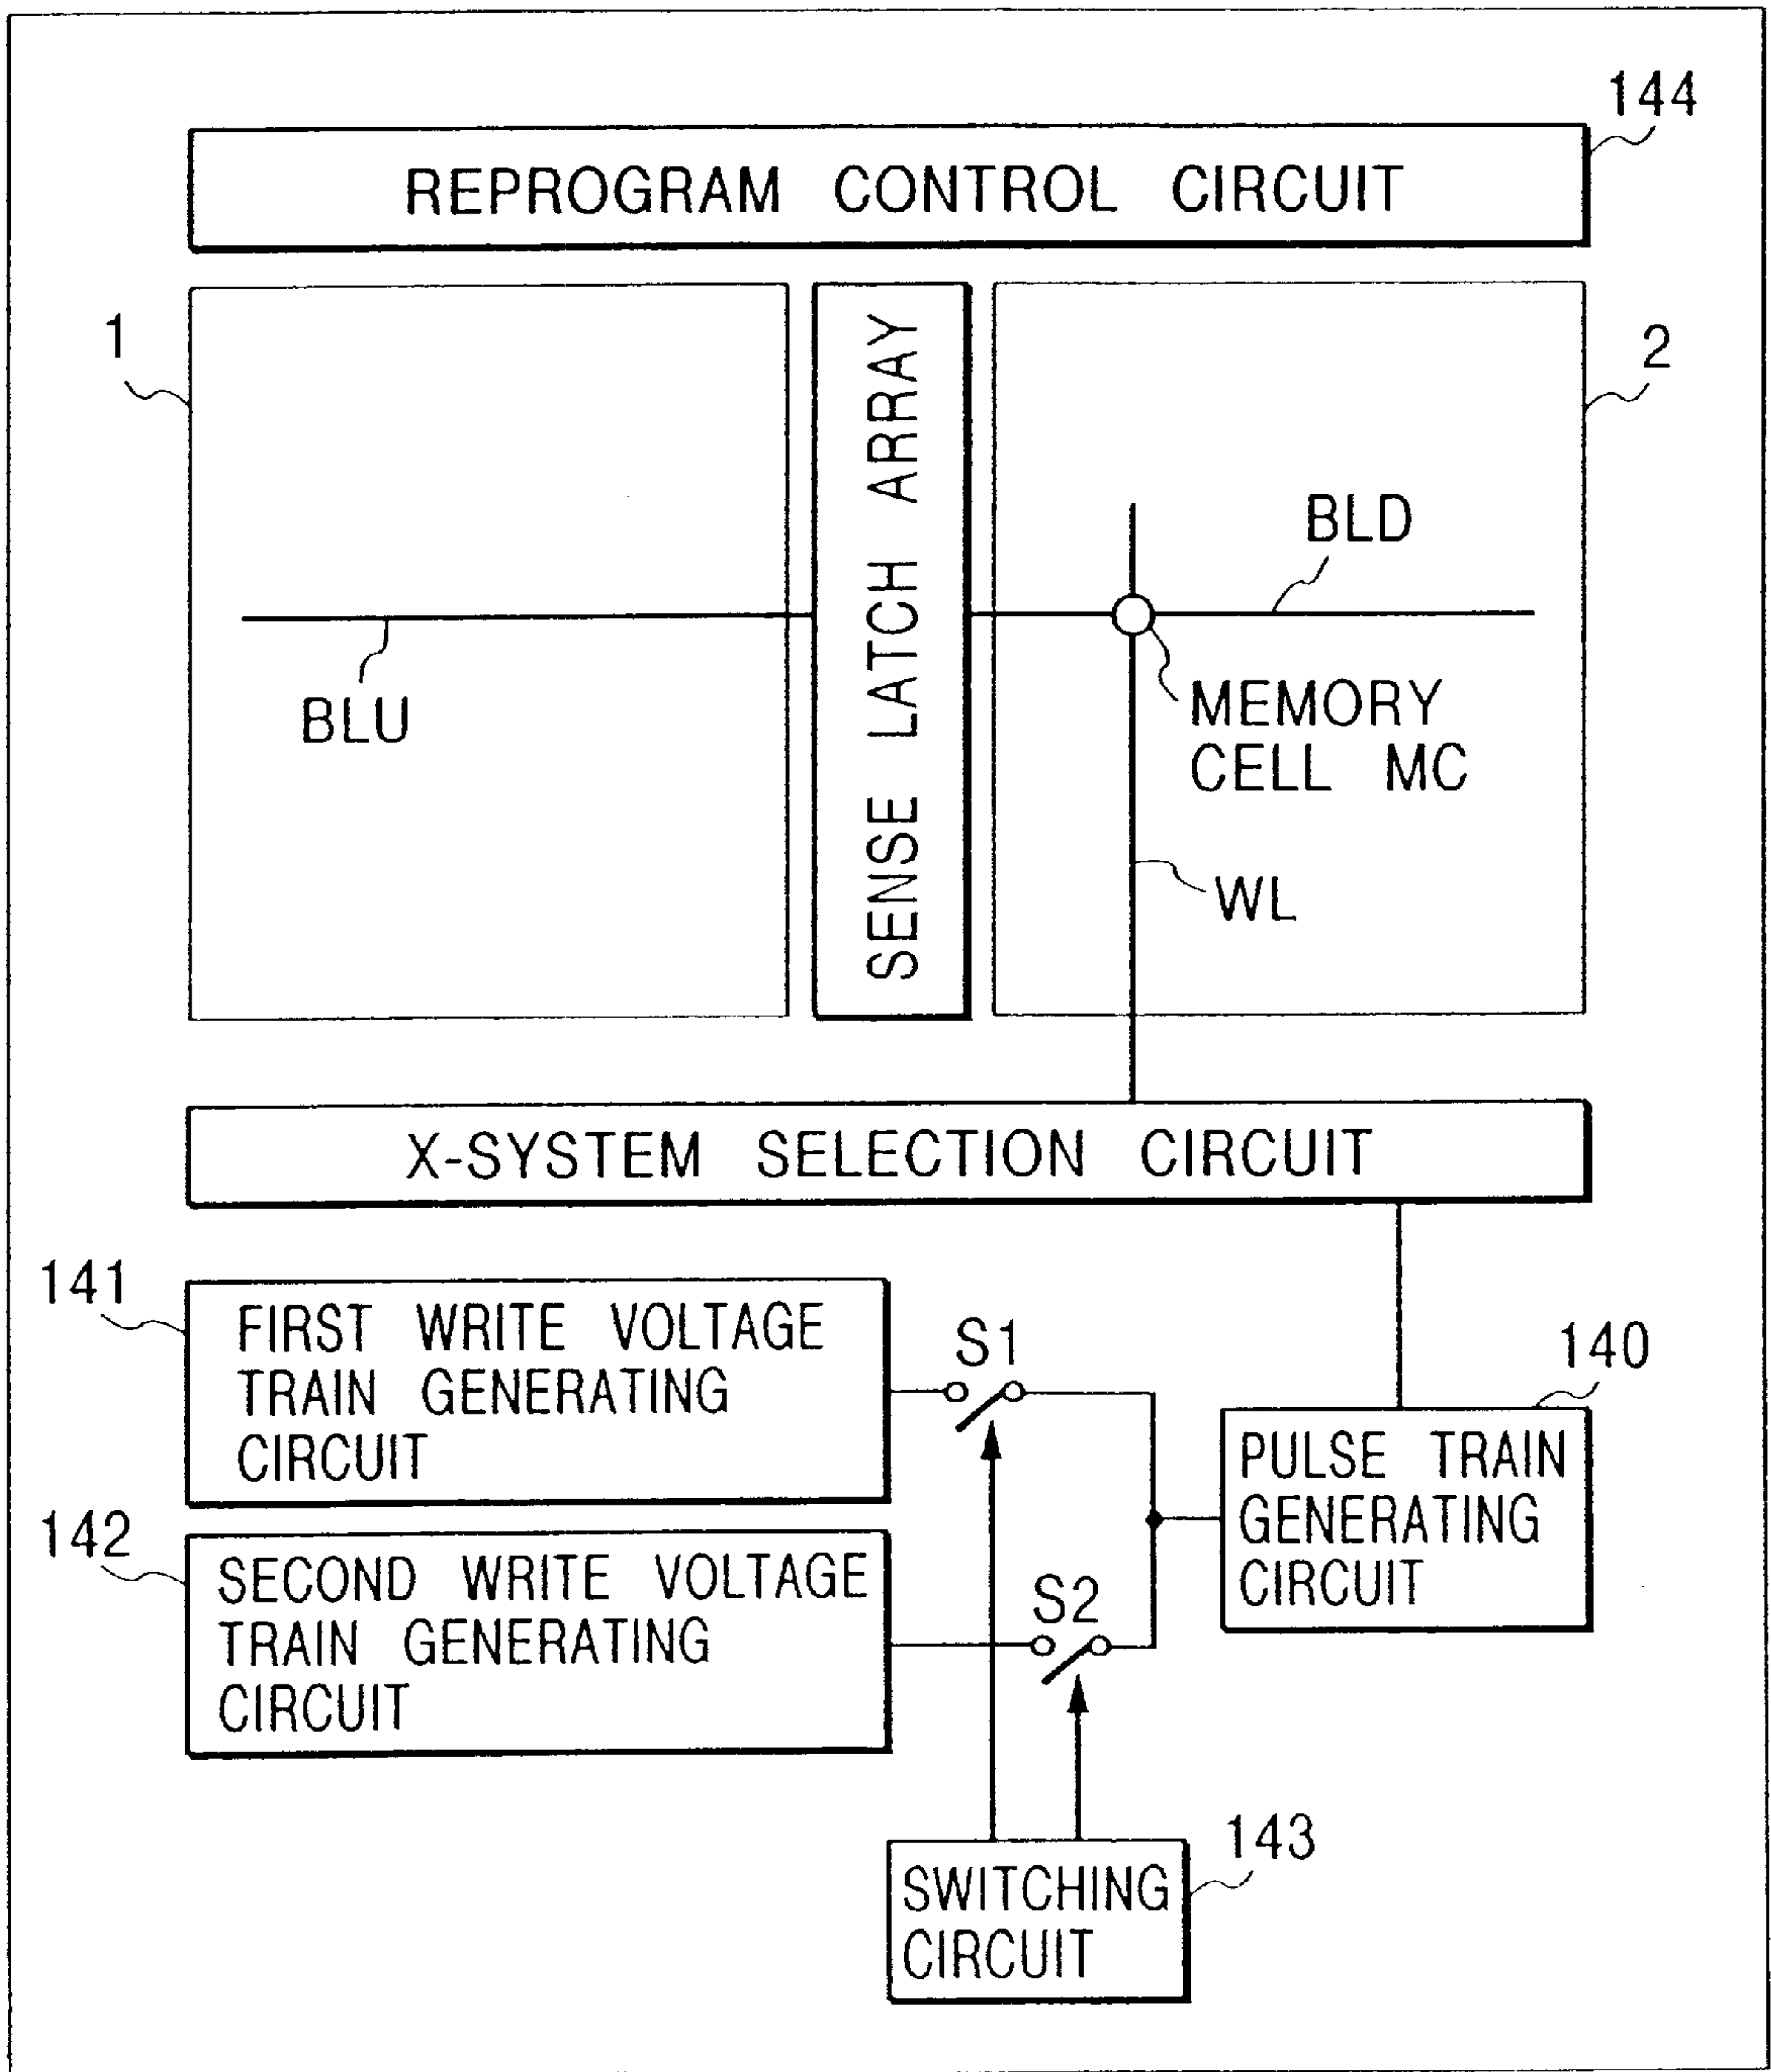 144
REPROGRAM CONTROL CIRCUIT
1
2
SENSE LATCH ARRAY
BLD
BLU
MEMORY
CELL MC
WL
X-SYSTEM SELECTION CIRCUIT
141
FIRST WRITE VOLTAGE
TRAIN GENERATING
CIRCUIT
S1
140
PULSE TRAIN
GENERATING
CIRCUIT
142
SECOND WRITE VOLTAGE
TRAIN GENERATING
CIRCUIT
S2
143
SWITCHING
CIRCUIT